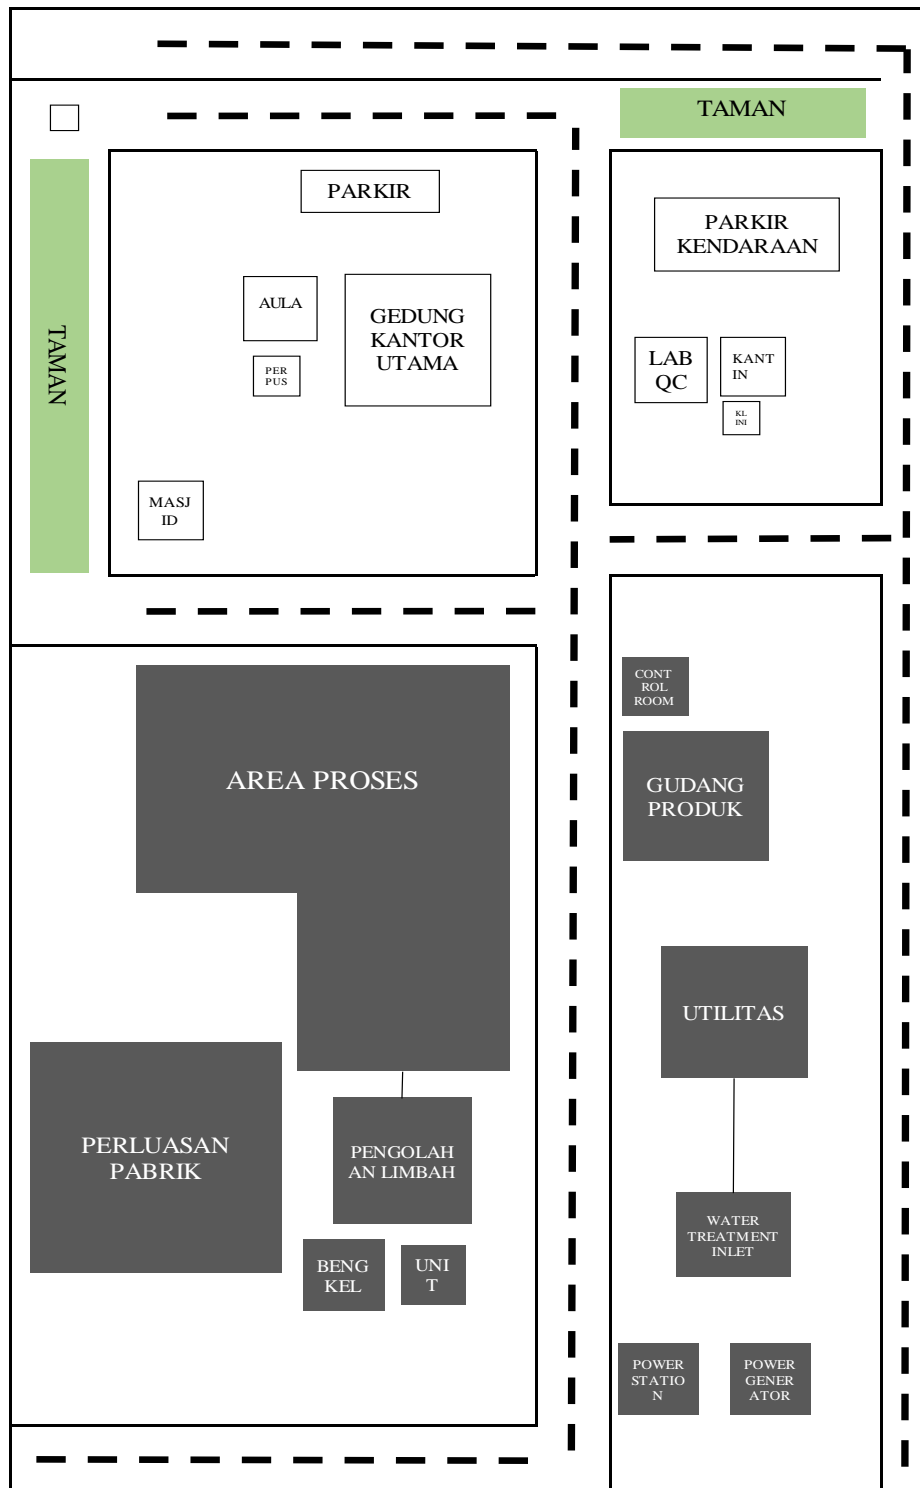 TAMAN
PARKIR
PARKIR
KENDARAAN
TAMAN
AULA
GEDUNG
KANTOR
UTAMA
PER
PUS
LAB
QC
KANT
IN
KL
INI
MASJ
ID
CONT
ROL
ROOM
AREA PROSES
GUDANG
PRODUK
UTILITAS
PERLUASAN
PABRIK
PENGOLAH
AN LIMBAH
WATER
TREATMENT
INLET
BENG
KEL
UNI
T
POWER
STATIO
N
POWER
GENER
ATOR